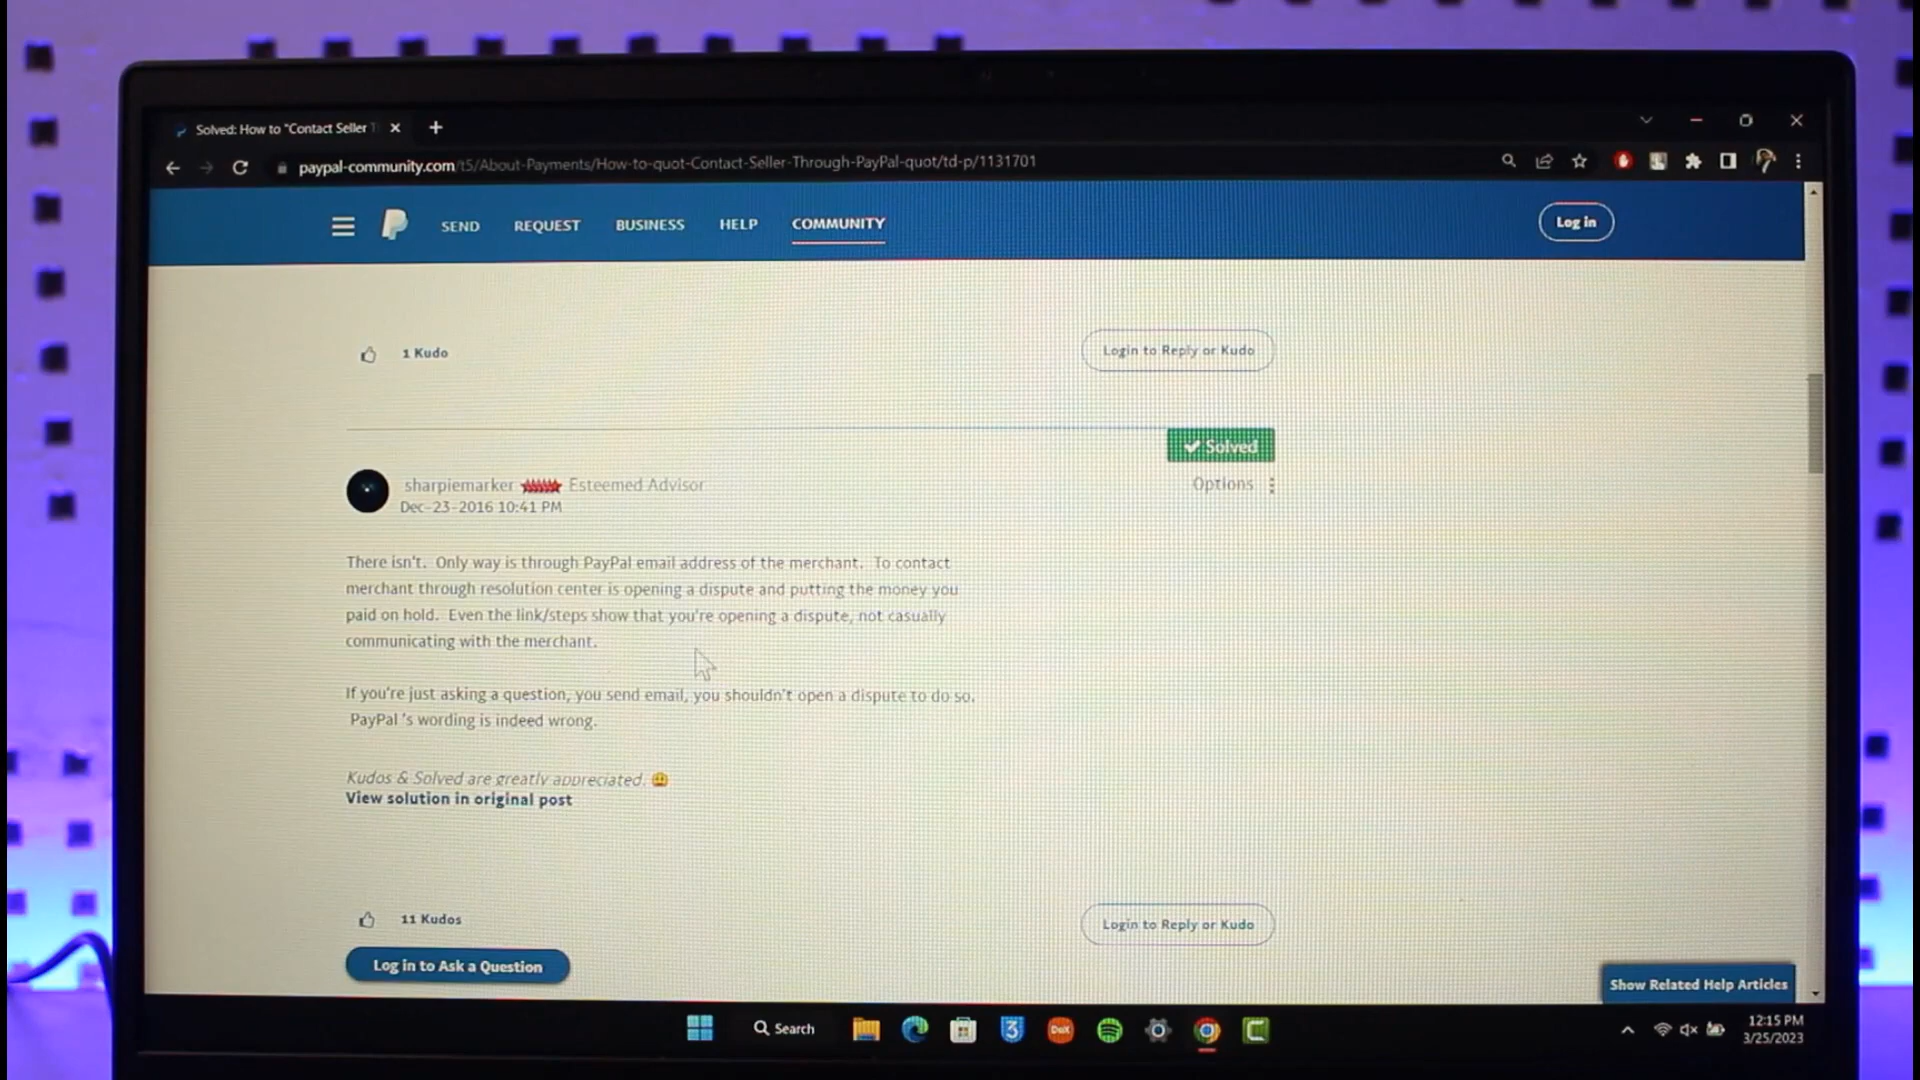 Solved: How to "Contact Seller T
paypal-community.com/t5/About-Payments/How-to-quot-Contact-Seller-Through-PayPal-quot/td-p/1131701
SEND REQUEST BUSINESS HELP COMMUNITY Log in
1 Kudo Login to Reply or Kudo
Solved
sharpiemarker Esteemed Advisor Options
Dec-23-2016 10:41 PM
There isn't. Only way is through PayPal email address of the merchant. To contact
merchant through resolution center is opening a dispute and putting the money you
paid on hold. Even the link/steps show that you're opening a dispute, not casually
communicating with the merchant.
If you're just asking a question, you send email, you shouldn't open a dispute to do so.
PayPal 's wording is indeed wrong.
Kudos & Solved are greatly appreciated.
View solution in original post
11 Kudos Login to Reply or Kudo
Log in to Ask a Question
Show Related Help Articles
Search
12:15 PM
3/25/2023